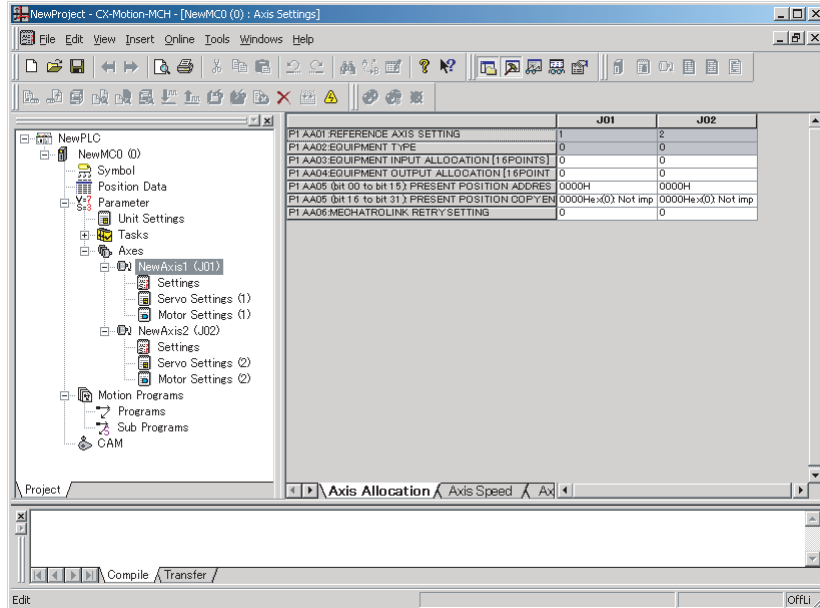 NewProject - CX-Motion-MCH - [NewMC0 (0) : Axis Settings]
File Edit View Insert Online Tools Windows Help
NewPLC
NewMC0 (0)
Symbol
Position Data
Parameter
Unit Settings
Tasks
Axes
NewAxis1 (J01)
Settings
Servo Settings (1)
Motor Settings (1)
NewAxis2 (J02)
Settings
Servo Settings (2)
Motor Settings (2)
Motion Programs
Programs
Sub Programs
CAM
Project
J01 J02
P1 AA01:REFERENCE AXIS SETTING 1 2
P1 AA02:EQUIPMENT TYPE 0 0
P1 AA03:EQUIPMENT INPUT ALLOCATION [16POINTS] 0 0
P1 AA04:EQUIPMENT OUTPUT ALLOCATION [16POINT 0 0
P1 AA05 (bit 00 to bit 15): PRESENT POSITION ADDRES 0000H 0000H
P1 AA05 (bit 16 to bit 31): PRESENT POSITION COPY EN 0000Hex(0): Not imp 0000Hex(0): Not imp
P1 AA06:MECHATROLINK RETRY SETTING 0 0
Axis Allocation Axis Speed Ax
Compile Transfer
Edit OffLi